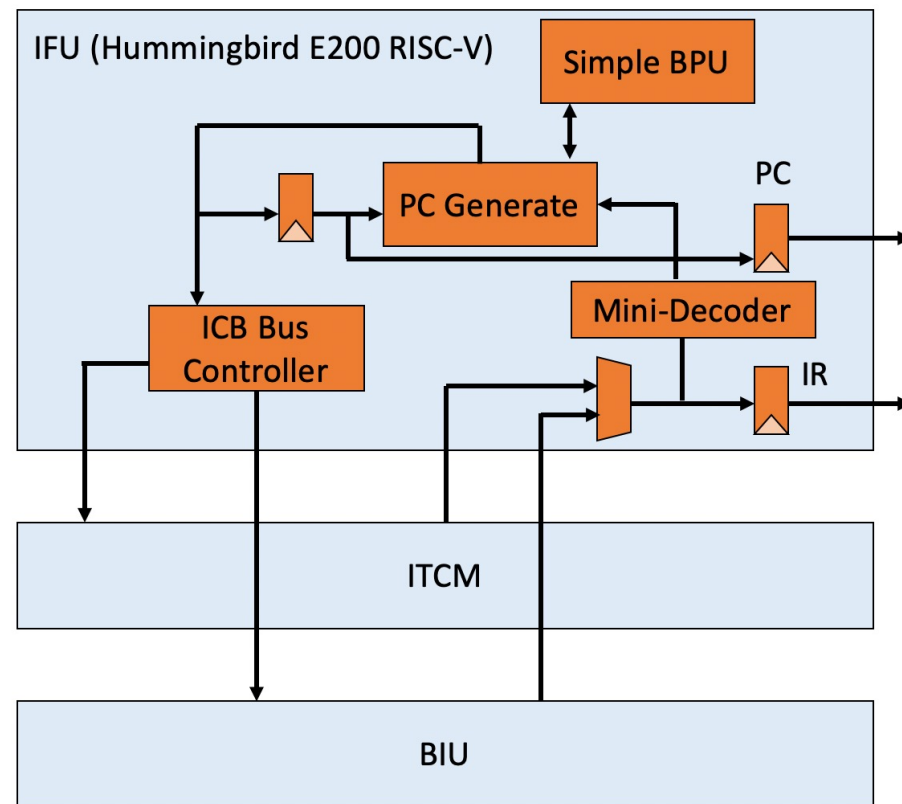 IFU (Hummingbird E200 RISC-V)
Simple BPU
PC Generate
PC
Mini-Decoder
ICB Bus
Controller
IR
ITCM
BIU